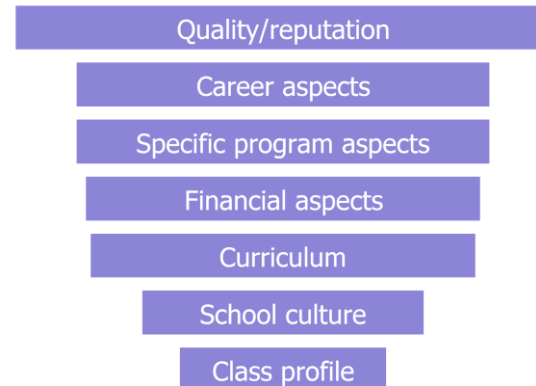 Quality/reputation
Career aspects
Specific program aspects
Financial aspects
Curriculum
School culture
Class profile